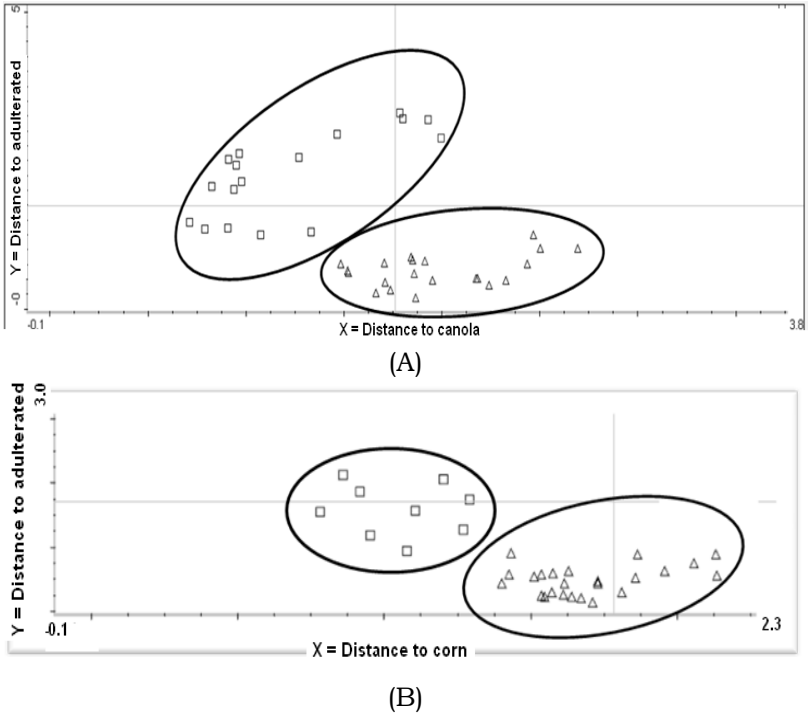 5
Y = Distance to adulterated
-0
-0.1
X = Distance to canola
3.8
(A)
3.0
Y = Distance to adulterated
-0.1
X = Distance to corn
2.3
(B)